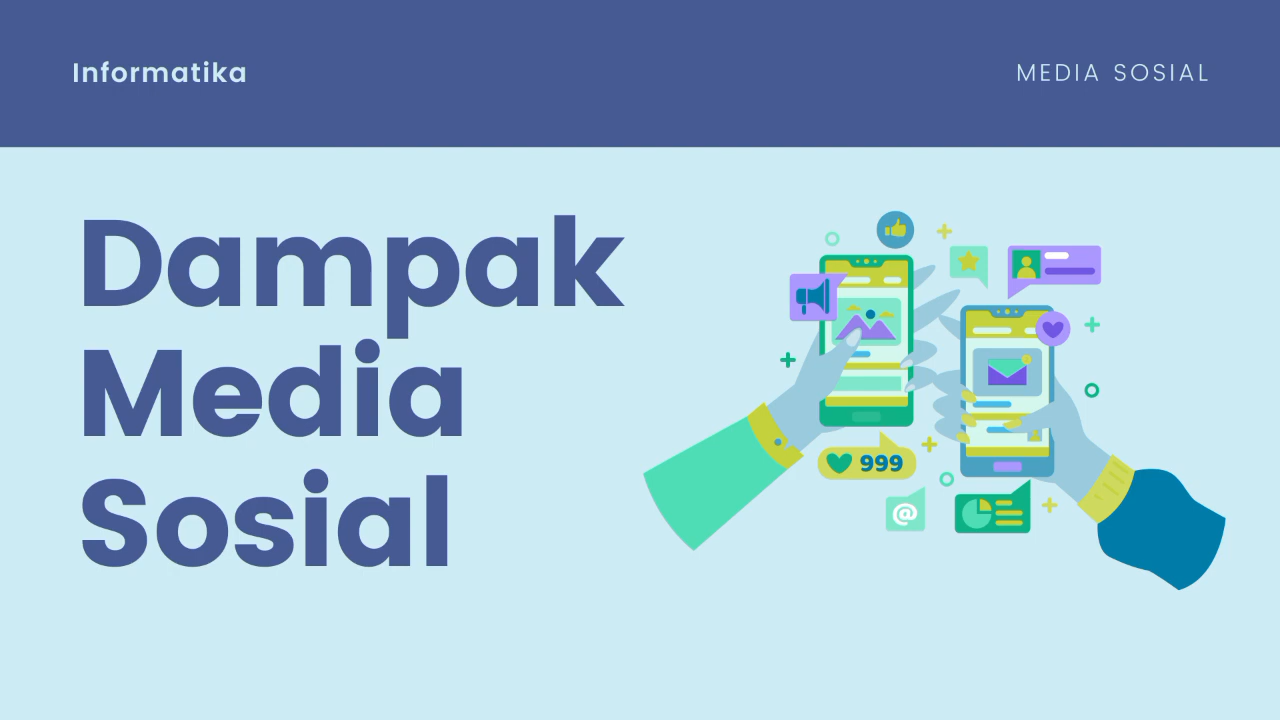 Informatika
MEDIA SOSIAL
Dampak
Media
Sosial
999
@